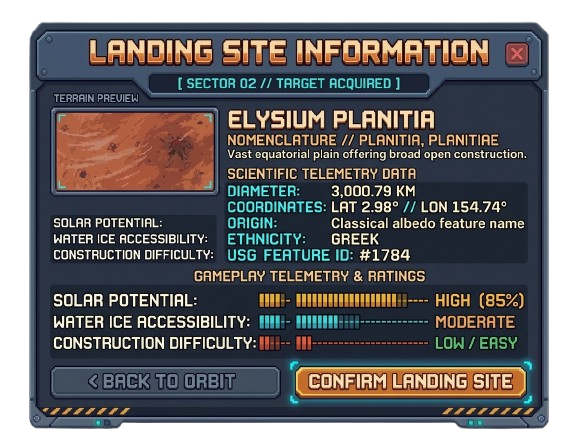 LANDING SITE INFORMATION
[ SECTOR 02 // TARGET ACQUIRED ]
TERRAIN PREVIEW
ELYSIUM PLANITIA
NOMENCLATURE // PLANITIA, PLANITIAE
Vast equatorial plain offering broad open construction.
SCIENTIFIC TELEMETRY DATA
DIAMETER: 3,000.79 KM
COORDINATES: LAT 2.98° // LON 154.74°
ORIGIN: Classical albedo feature name
ETHNICITY: GREEK
USG FEATURE ID: #1784
SOLAR POTENTIAL:
WATER ICE ACCESSIBILITY:
CONSTRUCTION DIFFICULTY:
GAMEPLAY TELEMETRY & RATINGS
SOLAR POTENTIAL: HIGH (85%)
WATER ICE ACCESSIBILITY: MODERATE
CONSTRUCTION DIFFICULTY: LOW / EASY
< BACK TO ORBIT
CONFIRM LANDING SITE